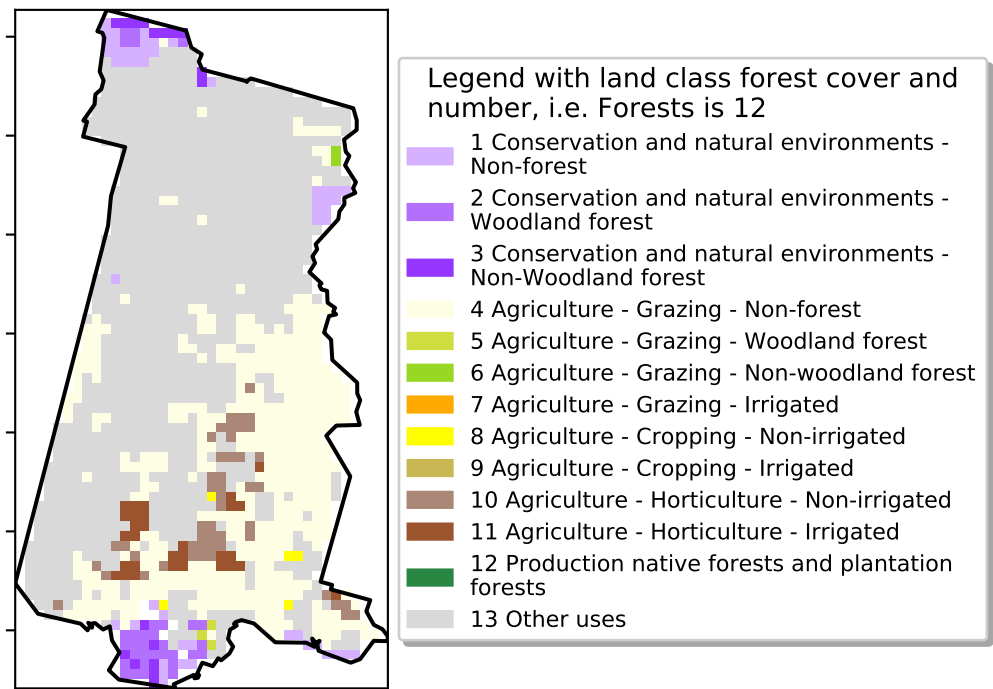 Legend with land class forest cover and
number, i.e. Forests is 12
1 Conservation and natural environments -
Non-forest
2 Conservation and natural environments -
Woodland forest
3 Conservation and natural environments -
Non-Woodland forest
4 Agriculture - Grazing - Non-forest
5 Agriculture - Grazing - Woodland forest
6 Agriculture - Grazing - Non-woodland forest
7 Agriculture - Grazing - Irrigated
8 Agriculture - Cropping - Non-irrigated
9 Agriculture - Cropping - Irrigated
10 Agriculture - Horticulture - Non-irrigated
11 Agriculture - Horticulture - Irrigated
12 Production native forests and plantation
forests
13 Other uses